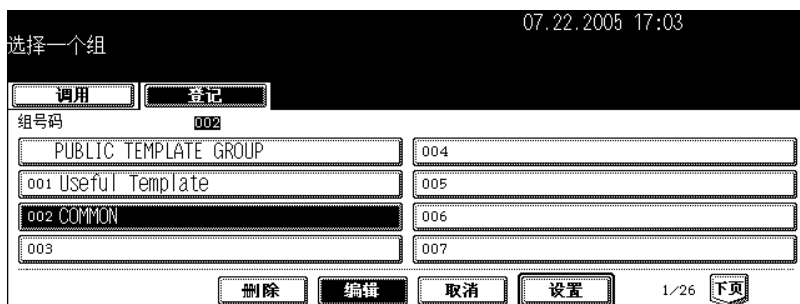 07.22.2005 17:03
选择一个组
调用 登记
组号码 002
PUBLIC TEMPLATE GROUP 004
001 Useful Template 005
002 COMMON 006
003 007
删除 编辑 取消 设置 1/26 下页